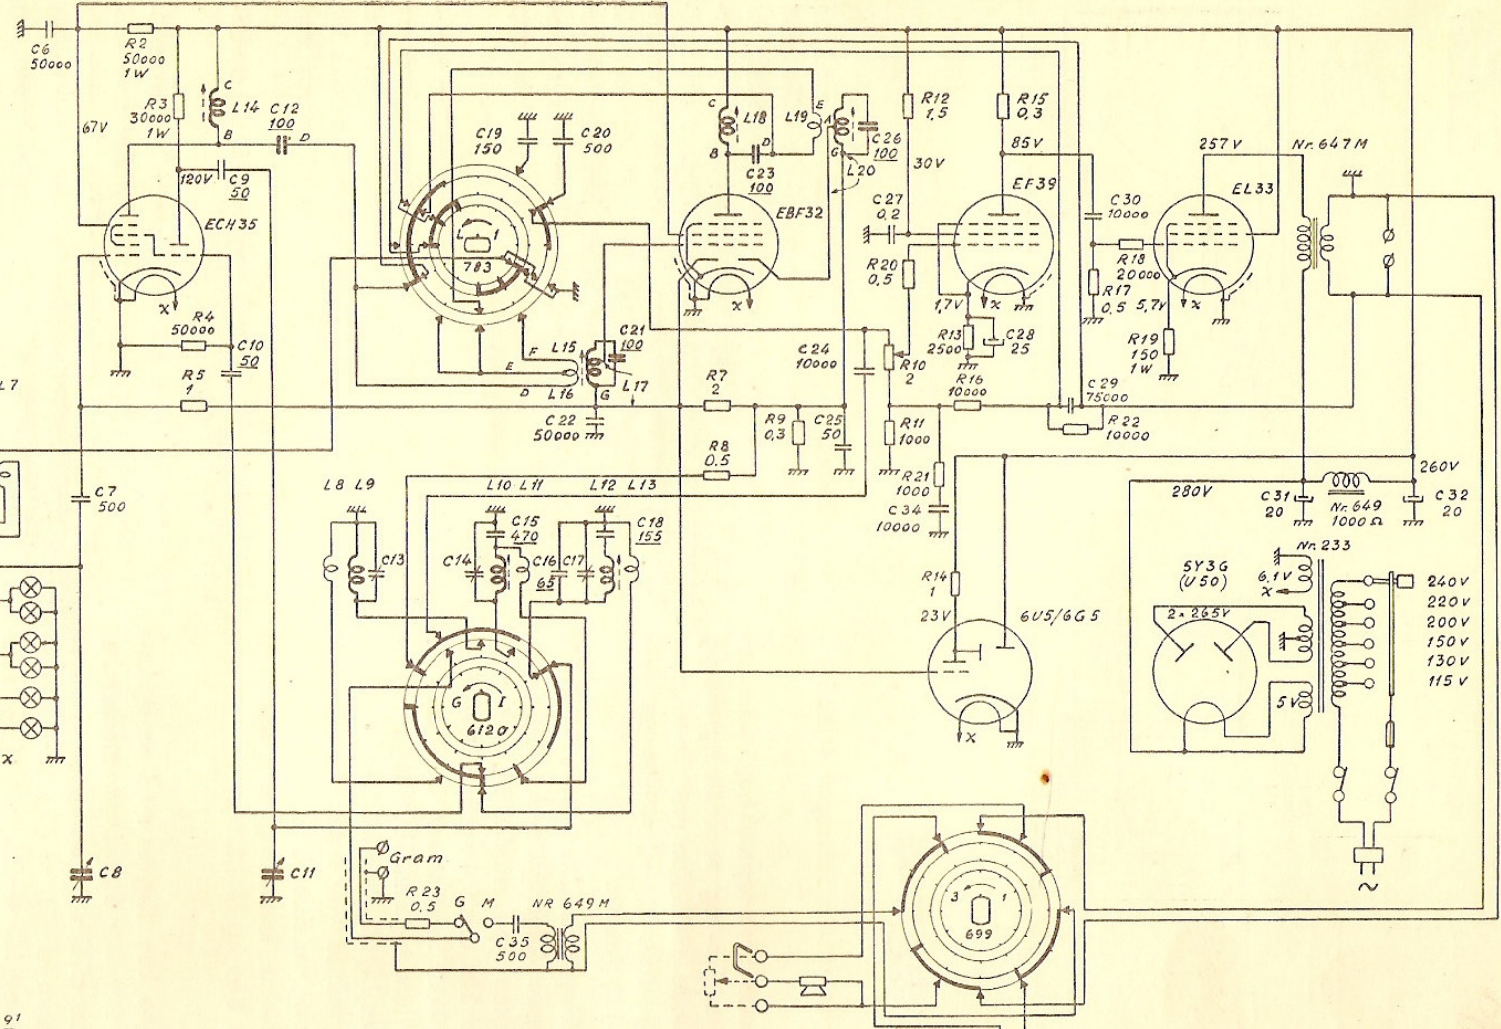 C6
50000
R2
50000
1W
R3
30000
1W
C
L14
B
C12
100
D
67V
120V
C9
50
ECH35
x
R4
50000
C10
50
R5
1
L7
C7
500
C8
C11
x
C19
150
C20
500
L 1
783
F
L15
E
D
L16
C21
100
L17
G
C22
50000
C
L18
B
D
C23
100
L19
E
A
G
C26
100
L20
EBF32
x
R7
2
R8
0.5
R9
0,3
C25
50
R12
1,5
30V
C27
0,2
R20
0,5
R15
0,3
85V
EF39
1,7V
x
R13
2500
C28
25
C24
10000
R10
2
R11
1000
R16
10000
C29
75000
R22
10000
R21
1000
C34
10000
C30
10000
R18
20000
R17
0,5
5,7V
257V
EL33
x
R19
150
1W
Nr.647M
L8 L9
C13
L10 L11
C14
C15
470
C16
65
C17
L12 L13
C18
155
G I
612a
R14
1
23V
6U5/6G5
x
280V
C31
20
Nr.649
1000 Ω
260V
C32
20
Nr.233
5Y3G
(U50)
6,1V
x
2x265V
5V
240V
220V
200V
150V
130V
115V
~
Gram
R23
0,5
G M
C35
500
NR 649M
3 1
699
91